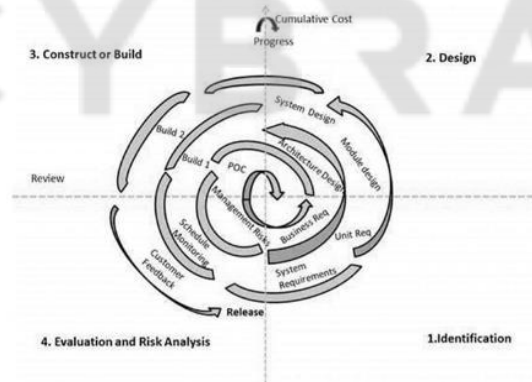 CYBRA
Cumulative Cost
Progress
3. Construct or Build
2. Design
System Design
Build 2
Module design
Build 1
POC
Architecture Design
Review
Management Risks
Business Req
Unit Req
Schedule
Monitoring
System
Requirements
Customer
Feedback
Release
4. Evaluation and Risk Analysis
1.Identification